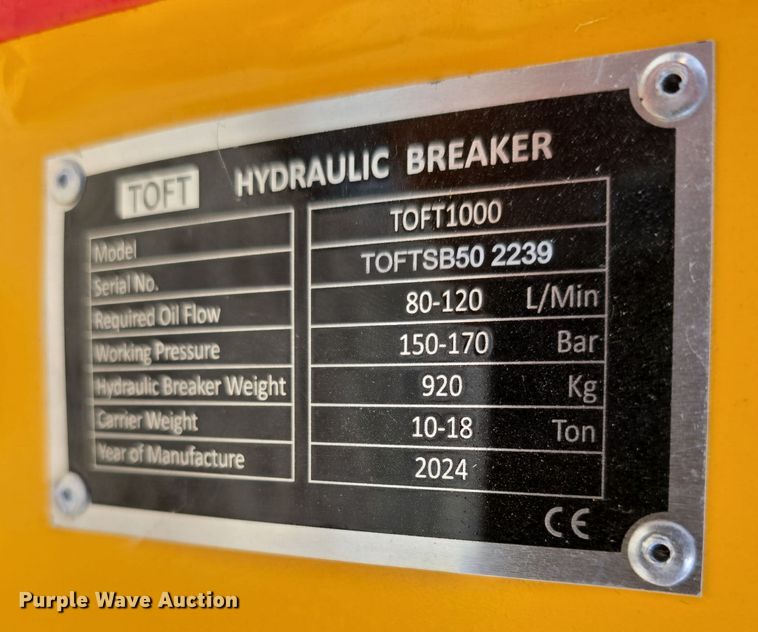 TOFT HYDRAULIC BREAKER
Model TOFT1000
Serial No. TOFTSB50 2239
Required Oil Flow 80-120 L/Min
Working Pressure 150-170 Bar
Hydraulic Breaker Weight 920 Kg
Carrier Weight 10-18 Ton
Year of Manufacture 2024
CE
Purple Wave Auction